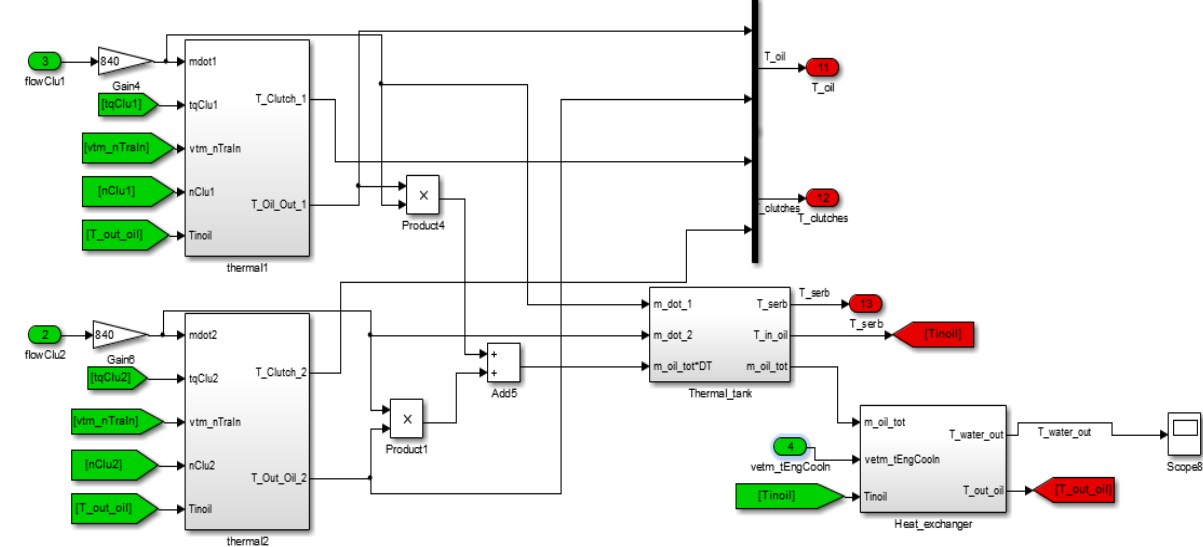 3
flowClu1
840
Gain4
[tqClu1]
[vtm_nTraIn]
[nClu1]
[T_out_oil]
mdot1
tqClu1
vtm_nTraIn
nClu1
Tinoil
T_Clutch_1
T_Oil_Out_1
thermal1
×
Product4
T_oil
11
T_oil
T_clutches
12
T_clutches
2
flowClu2
840
Gain6
[tqClu2]
[vtm_nTraIn]
[nClu2]
[T_out_oil]
mdot2
tqClu2
vtm_nTraIn
nClu2
Tinoil
T_Clutch_2
T_Out_Oil_2
thermal2
×
Product1
+
+
Add5
m_dot_1
m_dot_2
m_oil_tot*DT
T_serb
T_in_oil
m_oil_tot
Thermal_tank
T_serb
13
T_serb
[Tinoil]
4
vetm_tEngCooln
[Tinoil]
m_oil_tot
vetm_tEngCooln
Tinoil
T_water_out
T_out_oil
Heat_exchanger
T_water_out
Scope8
[T_out_oil]